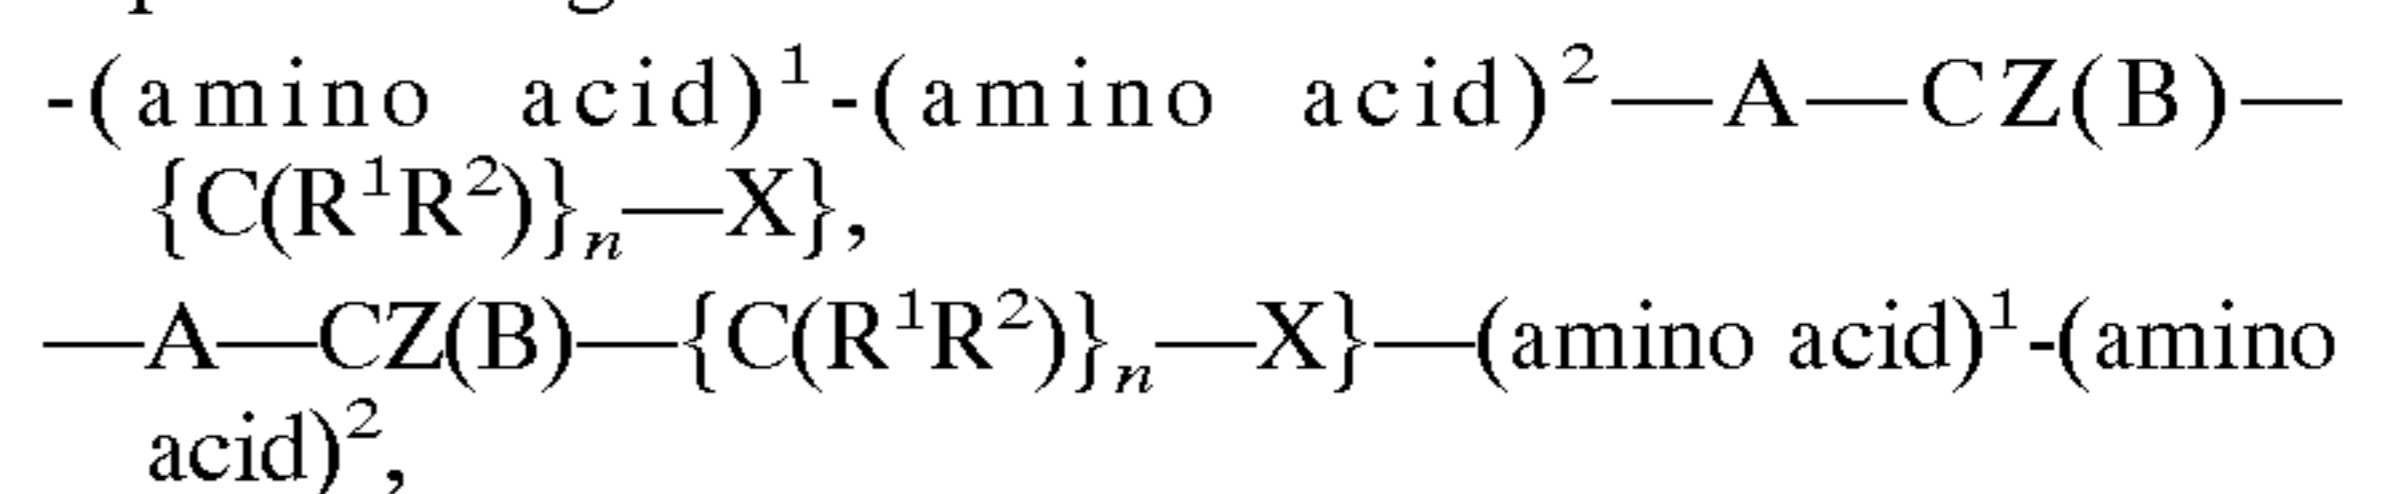 -(amino acid)¹-(amino acid)²—A—CZ(B)—
{C(R¹R²)}ₙ—X},
—A—CZ(B)—{C(R¹R²)}ₙ—X}—(amino acid)¹-(amino
acid)²,